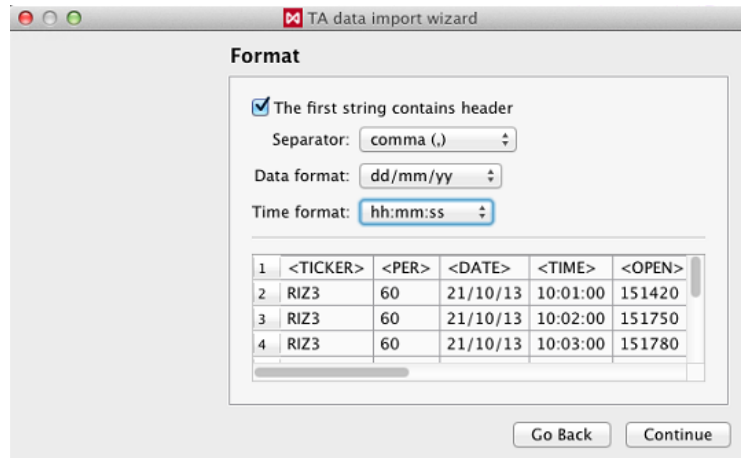 TA data import wizard
Format
The first string contains header
Separator: comma (,)
Data format: dd/mm/yy
Time format: hh:mm:ss
1 <TICKER> <PER> <DATE> <TIME> <OPEN>
2 RIZ3 60 21/10/13 10:01:00 151420
3 RIZ3 60 21/10/13 10:02:00 151750
4 RIZ3 60 21/10/13 10:03:00 151780
Go Back Continue